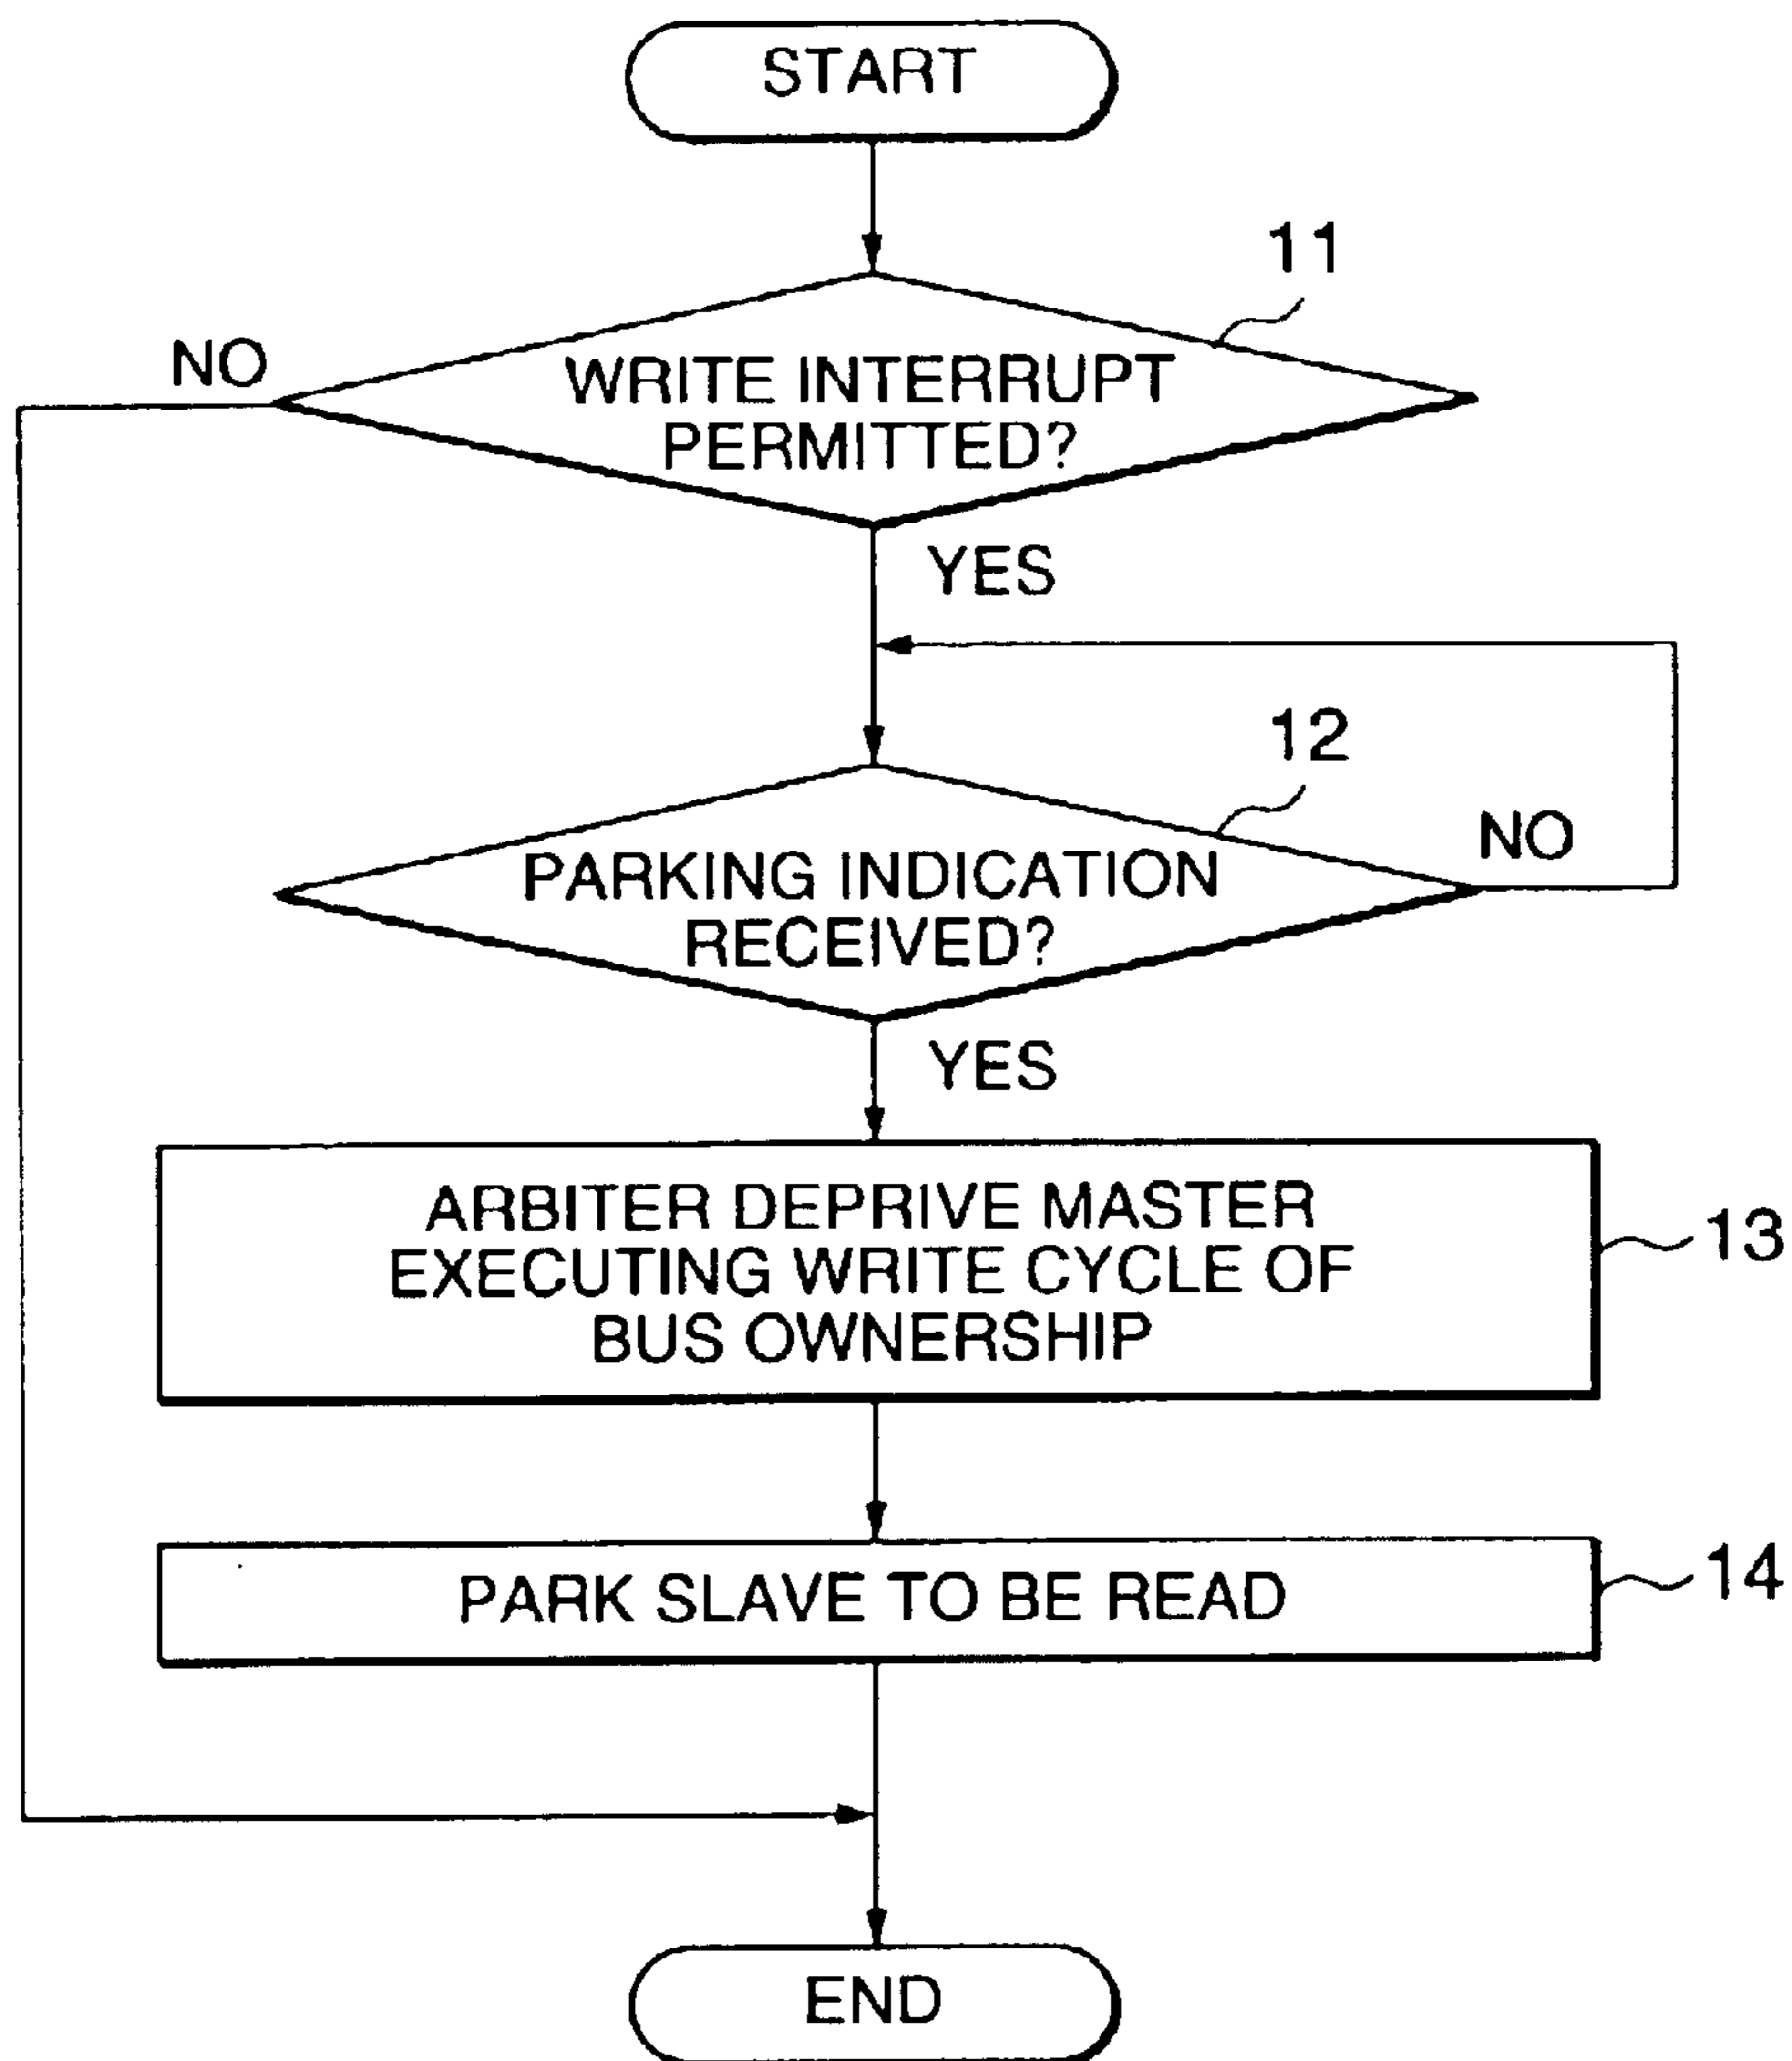 START
11
NO
WRITE INTERRUPT
PERMITTED?
YES
12
NO
PARKING INDICATION
RECEIVED?
YES
ARBITER DEPRIVE MASTER
EXECUTING WRITE CYCLE OF
BUS OWNERSHIP
13
PARK SLAVE TO BE READ
14
END